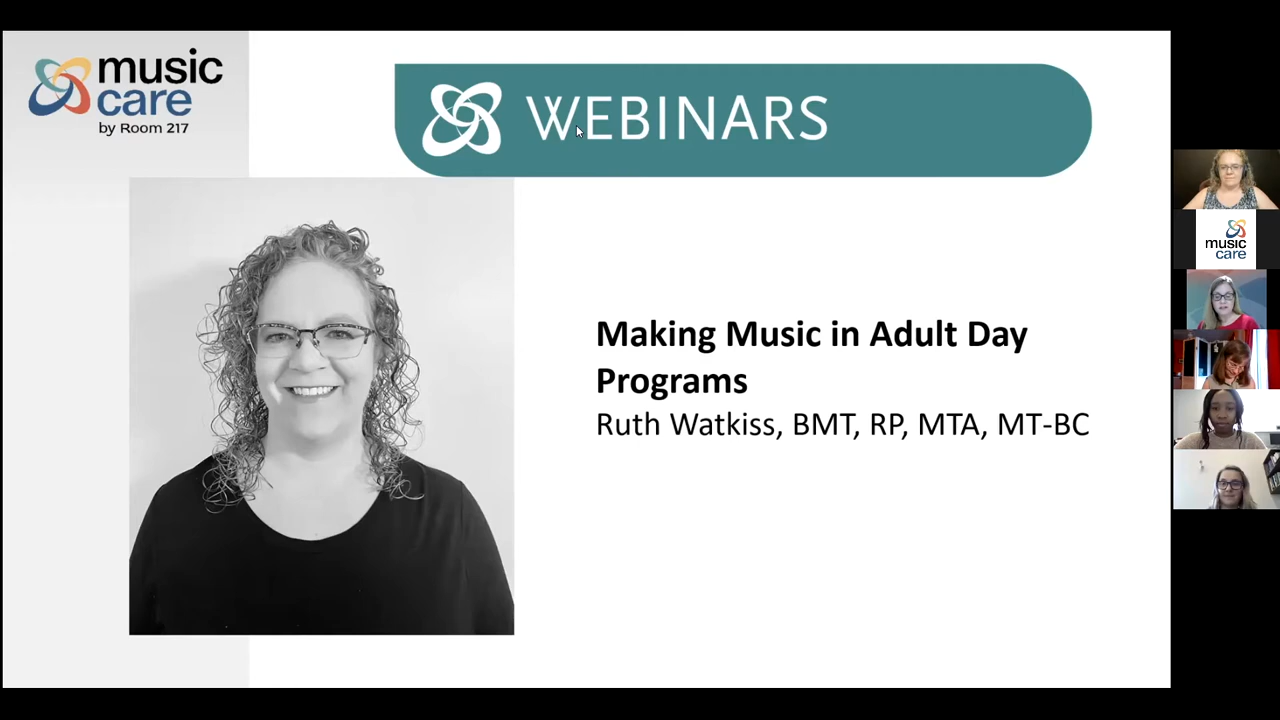 music
care
by Room 217
WEBINARS
Making Music in Adult Day
Programs
Ruth Watkiss, BMT, RP, MTA, MT-BC
music
care